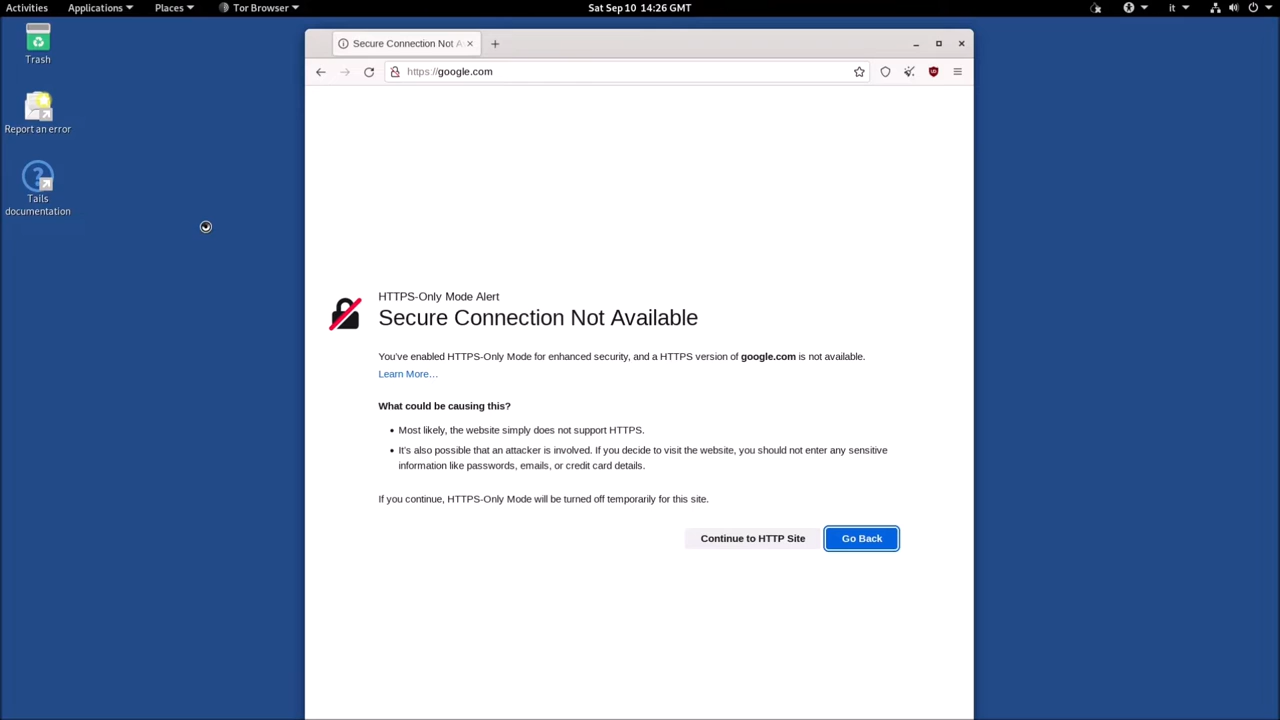 Activities Applications Places Tor Browser Sat Sep 10 14:26 GMT it
Trash
Report an error
Tails
documentation
Secure Connection Not A
https://google.com
HTTPS-Only Mode Alert
Secure Connection Not Available
You've enabled HTTPS-Only Mode for enhanced security, and a HTTPS version of google.com is not available.
Learn More…
What could be causing this?
• Most likely, the website simply does not support HTTPS.
• It's also possible that an attacker is involved. If you decide to visit the website, you should not enter any sensitive
information like passwords, emails, or credit card details.
If you continue, HTTPS-Only Mode will be turned off temporarily for this site.
Continue to HTTP Site Go Back